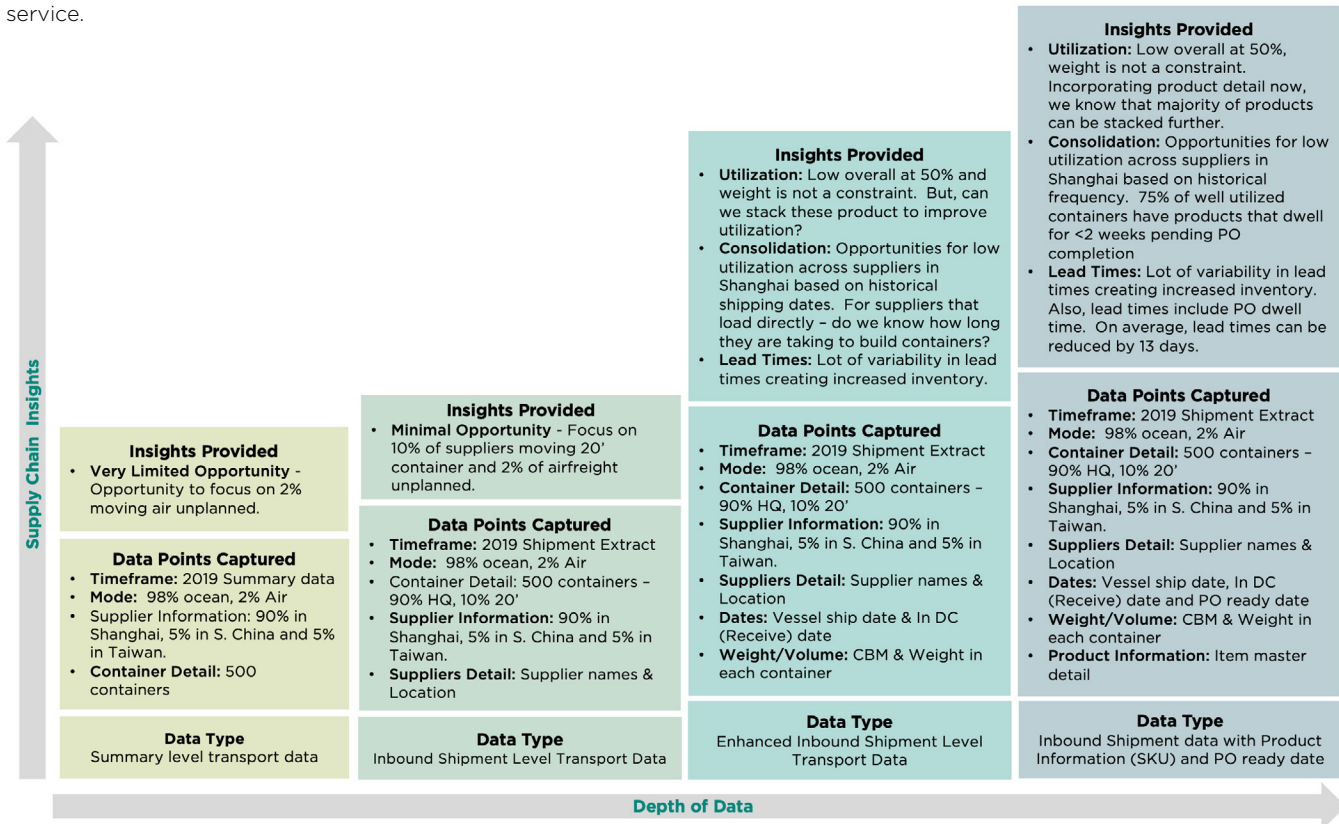 service.
Supply Chain Insights
Insights Provided
• Very Limited Opportunity -
Opportunity to focus on 2%
moving air unplanned.
Data Points Captured
• Timeframe: 2019 Summary data
• Mode: 98% ocean, 2% Air
• Supplier Information: 90% in
Shanghai, 5% in S. China and 5%
in Taiwan.
• Container Detail: 500
containers
Data Type
Summary level transport data
Insights Provided
• Minimal Opportunity - Focus on
10% of suppliers moving 20’
container and 2% of airfreight
unplanned.
Data Points Captured
• Timeframe: 2019 Shipment Extract
• Mode: 98% ocean, 2% Air
• Container Detail: 500 containers –
90% HQ, 10% 20’
• Supplier Information: 90% in
Shanghai, 5% in S. China and 5% in
Taiwan.
• Suppliers Detail: Supplier names &
Location
Data Type
Inbound Shipment Level Transport Data
Insights Provided
• Utilization: Low overall at 50% and
weight is not a constraint. But, can
we stack these product to improve
utilization?
• Consolidation: Opportunities for low
utilization across suppliers in
Shanghai based on historical
shipping dates. For suppliers that
load directly – do we know how long
they are taking to build containers?
• Lead Times: Lot of variability in lead
times creating increased inventory.
Data Points Captured
• Timeframe: 2019 Shipment Extract
• Mode: 98% ocean, 2% Air
• Container Detail: 500 containers –
90% HQ, 10% 20’
• Supplier Information: 90% in
Shanghai, 5% in S. China and 5% in
Taiwan.
• Suppliers Detail: Supplier names &
Location
• Dates: Vessel ship date & In DC
(Receive) date
• Weight/Volume: CBM & Weight in
each container
Data Type
Enhanced Inbound Shipment Level
Transport Data
Insights Provided
• Utilization: Low overall at 50%,
weight is not a constraint.
Incorporating product detail now,
we know that majority of products
can be stacked further.
• Consolidation: Opportunities for low
utilization across suppliers in
Shanghai based on historical
frequency. 75% of well utilized
containers have products that dwell
for <2 weeks pending PO
completion
• Lead Times: Lot of variability in lead
times creating increased inventory.
Also, lead times include PO dwell
time. On average, lead times can be
reduced by 13 days.
Data Points Captured
• Timeframe: 2019 Shipment Extract
• Mode: 98% ocean, 2% Air
• Container Detail: 500 containers –
90% HQ, 10% 20’
• Supplier Information: 90% in
Shanghai, 5% in S. China and 5% in
Taiwan.
• Suppliers Detail: Supplier names &
Location
• Dates: Vessel ship date, In DC
(Receive) date and PO ready date
• Weight/Volume: CBM & Weight in
each container
• Product Information: Item master
detail
Data Type
Inbound Shipment data with Product
Information (SKU) and PO ready date
Depth of Data